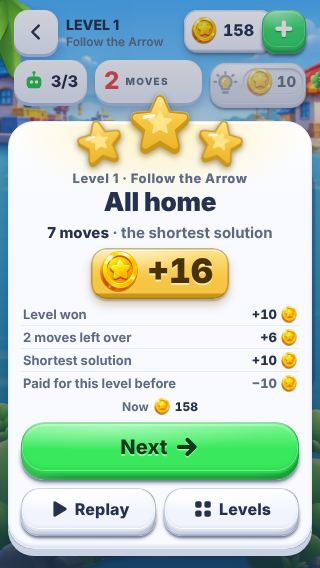 LEVEL 1
Follow the Arrow
158
3/3
2 MOVES
10
Level 1 · Follow the Arrow
All home
7 moves · the shortest solution
+16
Level won +10
2 moves left over +6
Shortest solution +10
Paid for this level before −10
Now 158
Next
Replay
Levels